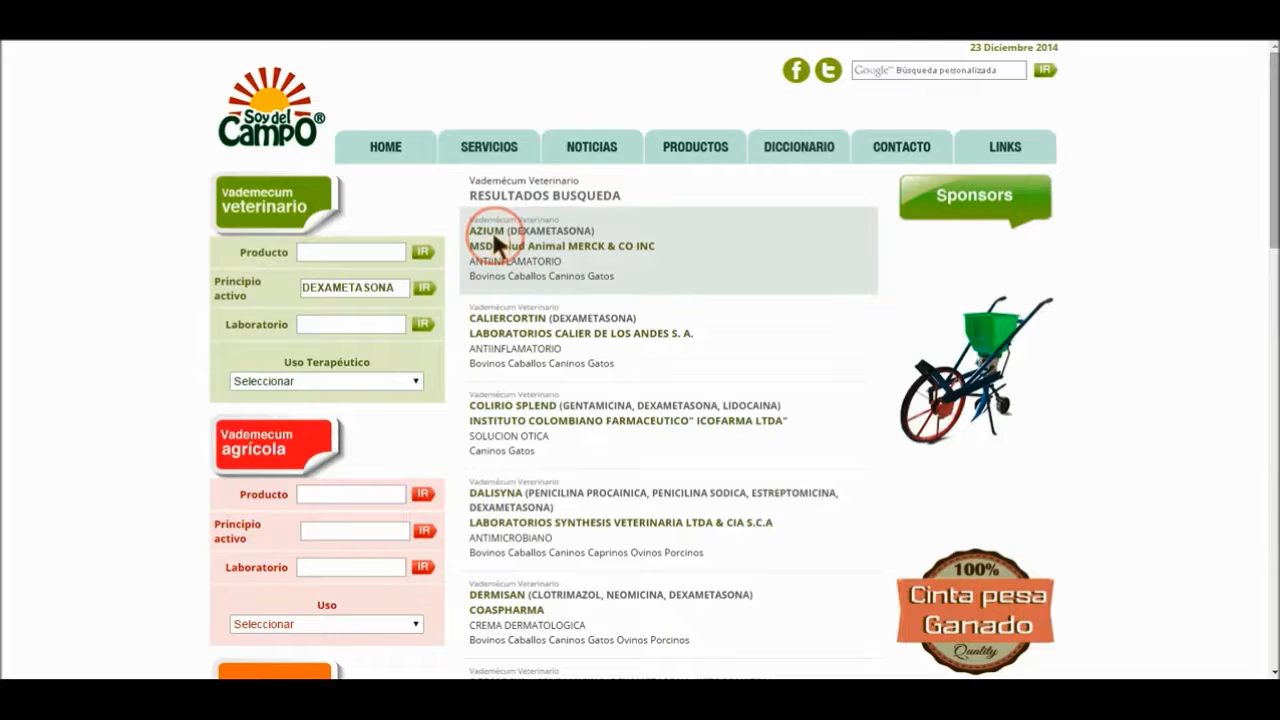 23 Diciembre 2014
Google™ Búsqueda personalizada
IR
Soy del
Campo®
HOME
SERVICIOS
NOTICIAS
PRODUCTOS
DICCIONARIO
CONTACTO
LINKS
Vademecum
veterinario
Producto
IR
Principio
activo
DEXAMETASONA
IR
Laboratorio
IR
Uso Terapéutico
Seleccionar
Vademecum
agrícola
Producto
IR
Principio
activo
IR
Laboratorio
IR
Uso
Seleccionar
Vademécum Veterinario
RESULTADOS BUSQUEDA
Vademécum Veterinario
AZIUM (DEXAMETASONA)
MSD Salud Animal MERCK & CO INC
ANTIINFLAMATORIO
Bovinos Caballos Caninos Gatos
Vademécum Veterinario
CALIERCORTIN (DEXAMETASONA)
LABORATORIOS CALIER DE LOS ANDES S. A.
ANTIINFLAMATORIO
Bovinos Caballos Caninos Gatos
Vademécum Veterinario
COLIRIO SPLEND (GENTAMICINA, DEXAMETASONA, LIDOCAINA)
INSTITUTO COLOMBIANO FARMACEUTICO" ICOFARMA LTDA"
SOLUCION OTICA
Caninos Gatos
Vademécum Veterinario
DALISYNA (PENICILINA PROCAINICA, PENICILINA SODICA, ESTREPTOMICINA,
DEXAMETASONA)
LABORATORIOS SYNTHESIS VETERINARIA LTDA & CIA S.C.A
ANTIMICROBIANO
Bovinos Caballos Caninos Caprinos Ovinos Porcinos
Vademécum Veterinario
DERMISAN (CLOTRIMAZOL, NEOMICINA, DEXAMETASONA)
COASPHARMA
CREMA DERMATOLOGICA
Bovinos Caballos Caninos Gatos Ovinos Porcinos
Vademécum Veterinario
Sponsors
100%
Cinta pesa
Ganado
Quality